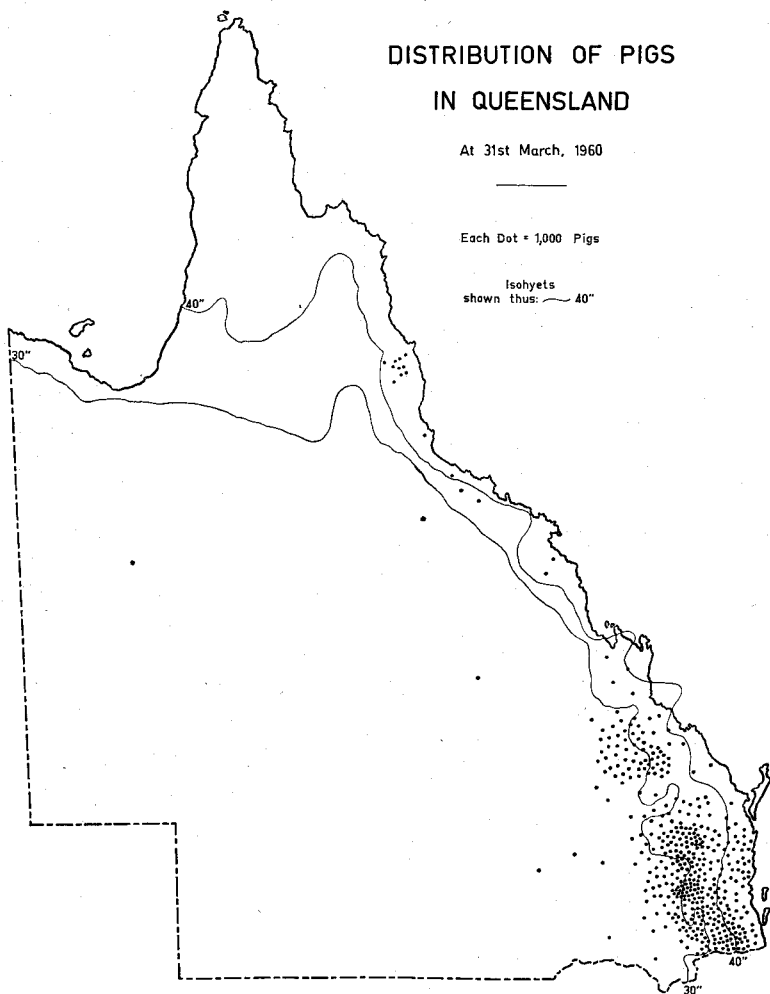 DISTRIBUTION OF PIGS
IN QUEENSLAND
At 31st March, 1960
Each Dot = 1,000 Pigs
Isohyets
shown thus: 40"
40"
30"
40"
30"